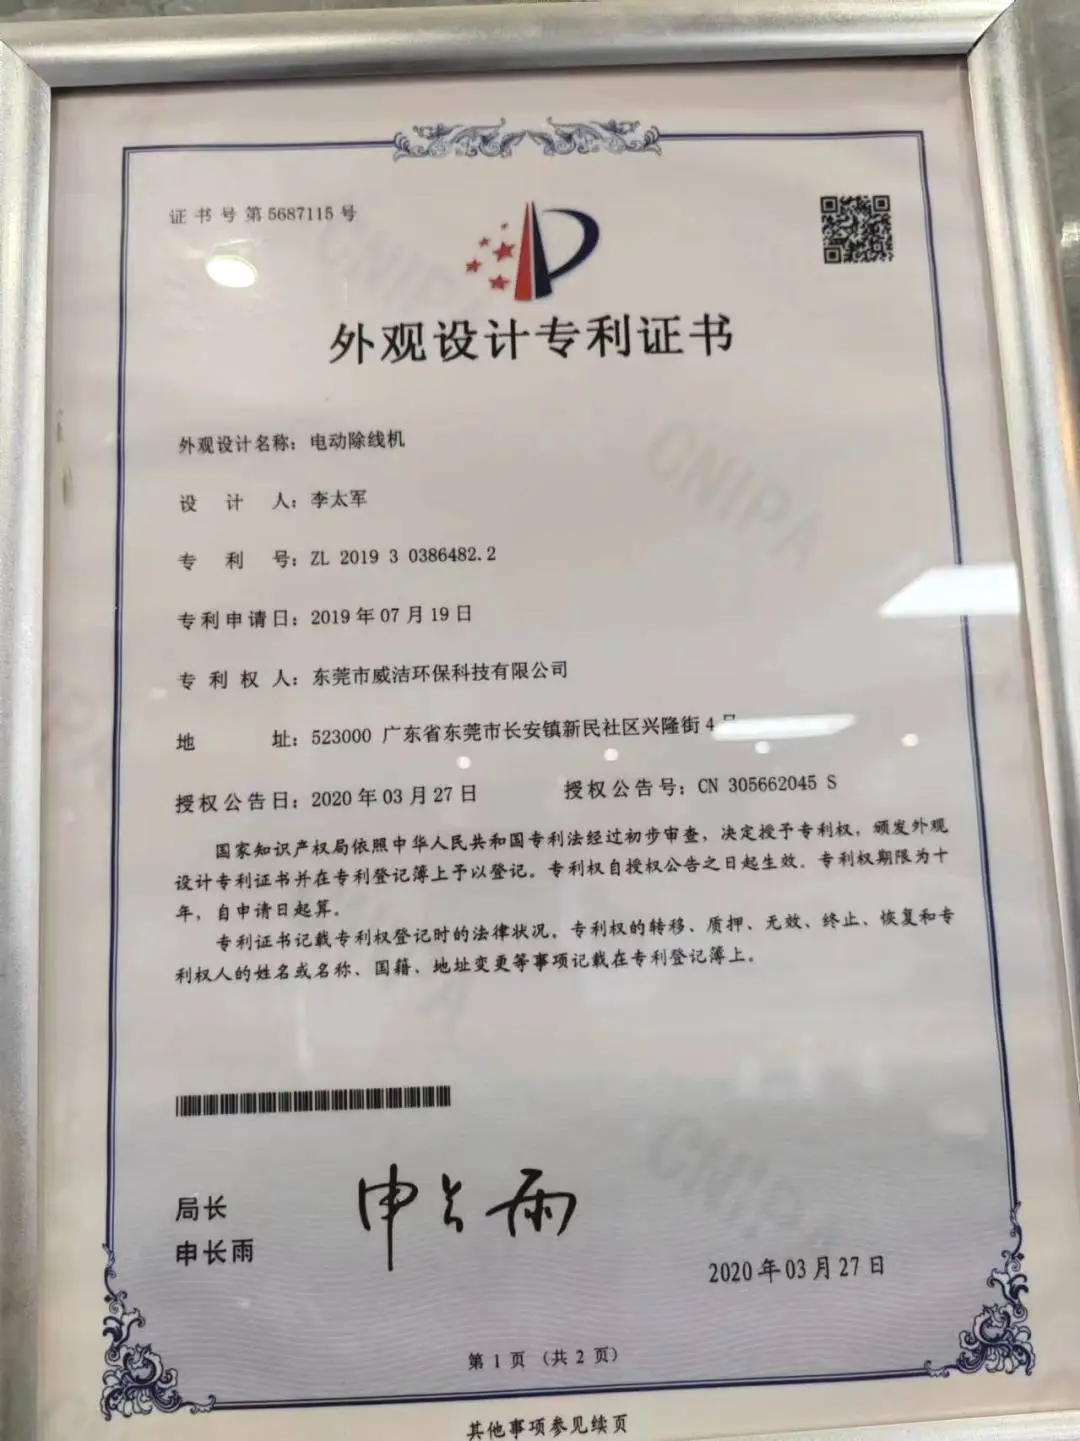 证书号第5687115号
外观设计专利证书
外观设计名称：电动除线机
设计人：李太军
专利号：ZL 2019 3 0386482.2
专利申请日：2019年07月19日
专利权人：东莞市威洁环保科技有限公司
地址：523000 广东省东莞市长安镇新民社区兴隆街4号
授权公告日：2020年03月27日 授权公告号：CN 305662045 S
国家知识产权局依照中华人民共和国专利法经过初步审查，决定授予专利权，颁发外观
设计专利证书并在专利登记簿上予以登记。专利权自授权公告之日起生效。专利权期限为十
年，自申请日起算。
专利证书记载专利权登记时的法律状况。专利权的转移、质押、无效、终止、恢复和专
利权人的姓名或名称、国籍、地址变更等事项记载在专利登记簿上。
CNIPA
CNIPA
CNIPA
局长
申长雨
申长雨
2020年03月27日
第1页（共2页）
其他事项参见续页